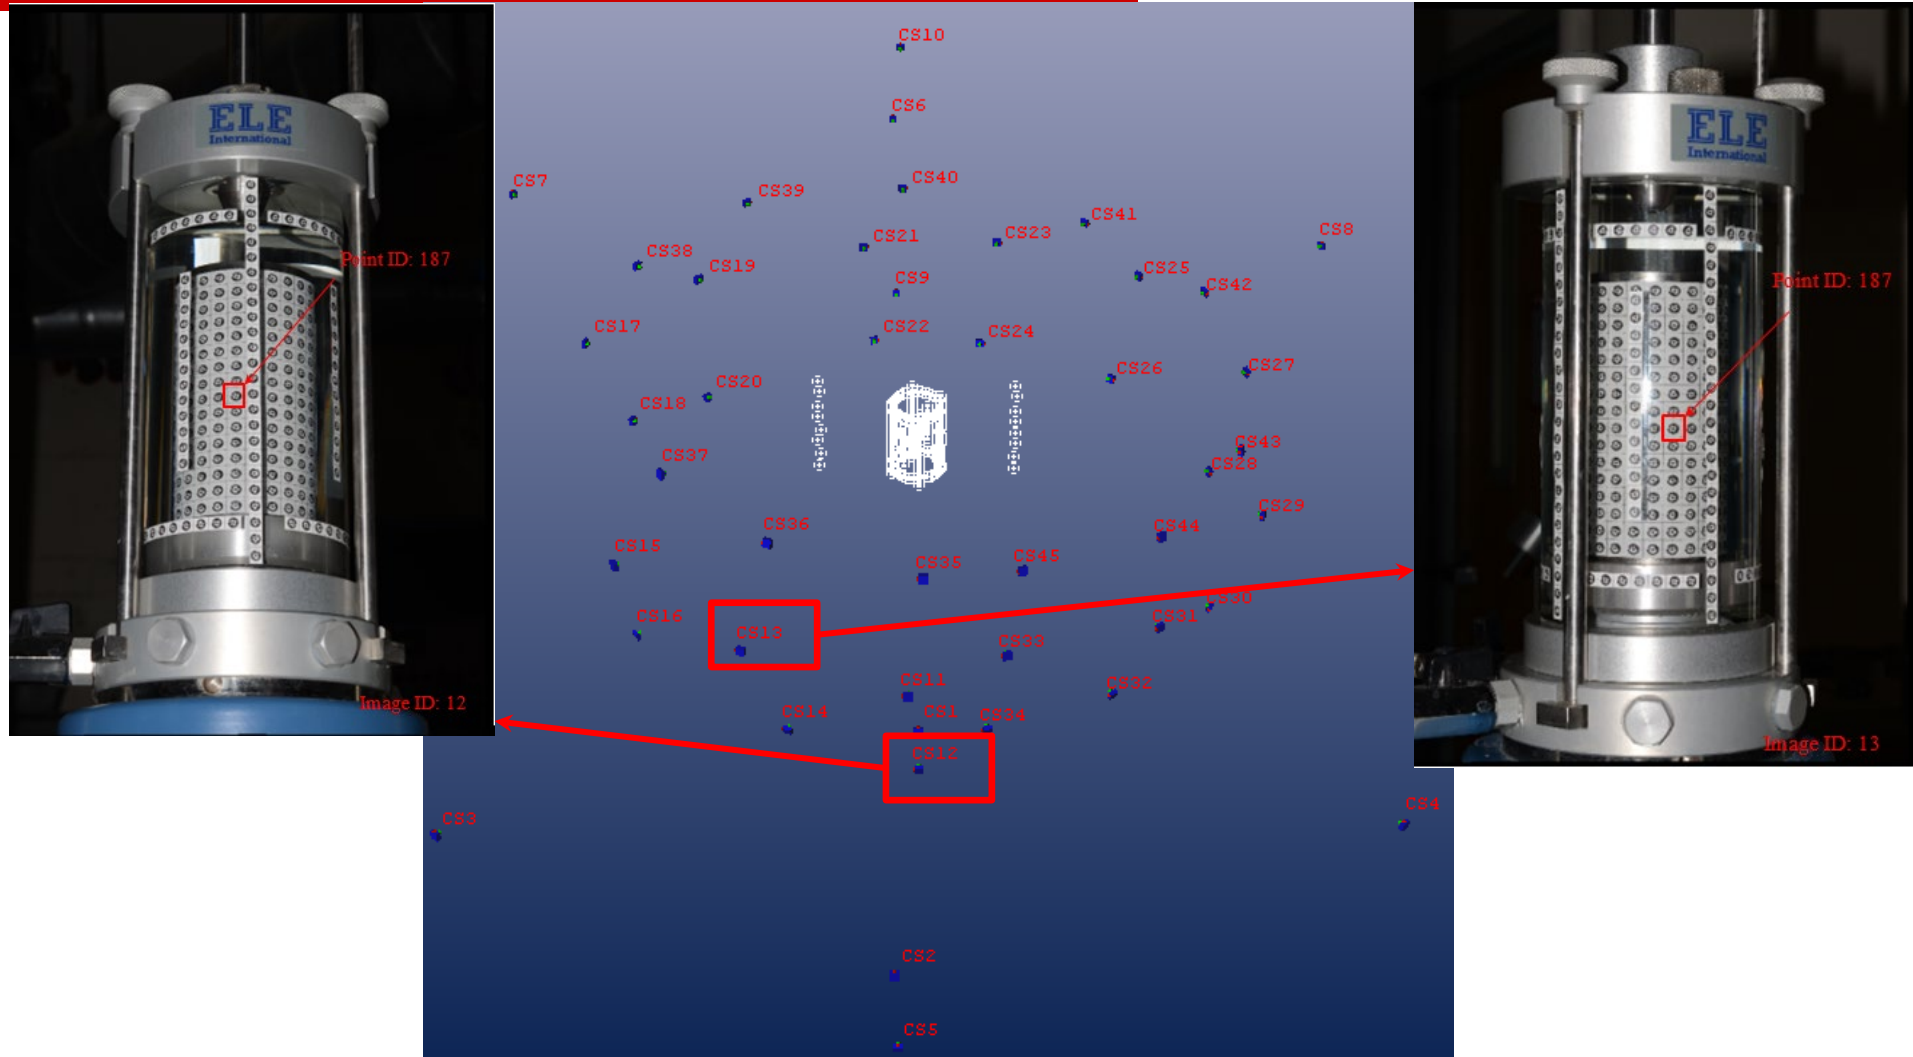 ELE
International
Point ID: 187
Image ID: 12
CS10
CS6
CS7
CS39
CS40
CS41
CS8
CS21
CS23
CS38
CS19
CS9
CS25
CS42
CS17
CS22
CS24
CS26
CS27
CS20
CS18
CS37
CS43
CS28
CS29
CS36
CS44
CS15
CS35
CS45
CS30
CS16
CS13
CS31
CS33
CS11
CS32
CS14
CS1
CS34
CS12
CS3
CS4
CS2
CS5
ELE
International
Point ID: 187
Image ID: 13